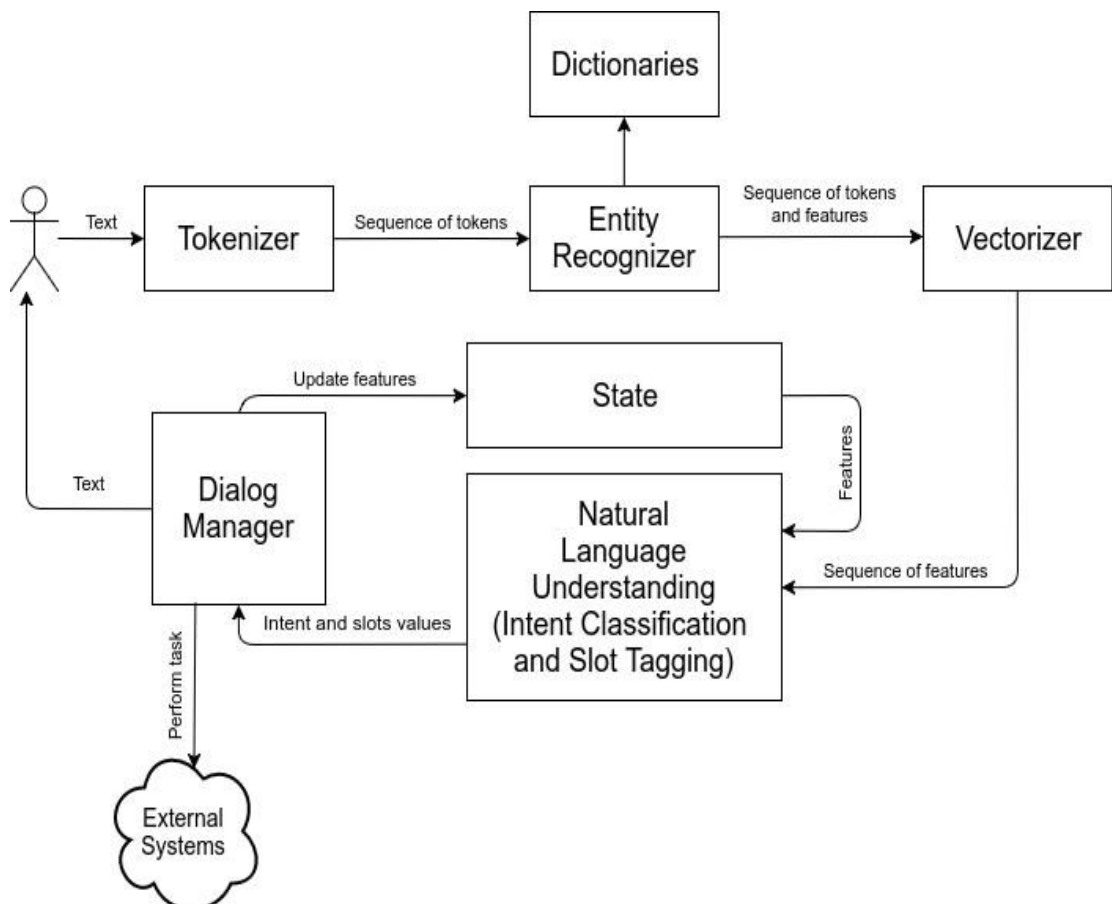 Dictionaries
Text
Tokenizer
Sequence of tokens
Entity
Recognizer
Sequence of tokens
and features
Vectorizer
Update features
State
Features
Text
Dialog
Manager
Natural
Language
Understanding
(Intent Classification
and Slot Tagging)
Sequence of features
Intent and slots values
Perform task
External
Systems